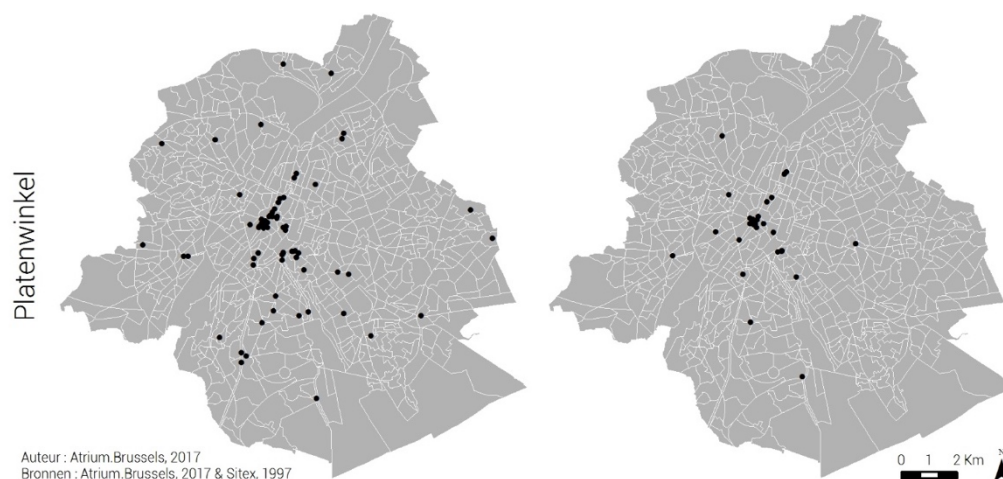 Platenwinkel
Auteur : Atrium.Brussels, 2017
Bronnen : Atrium.Brussels, 2017 & Sitex, 1997
0 1 2 Km